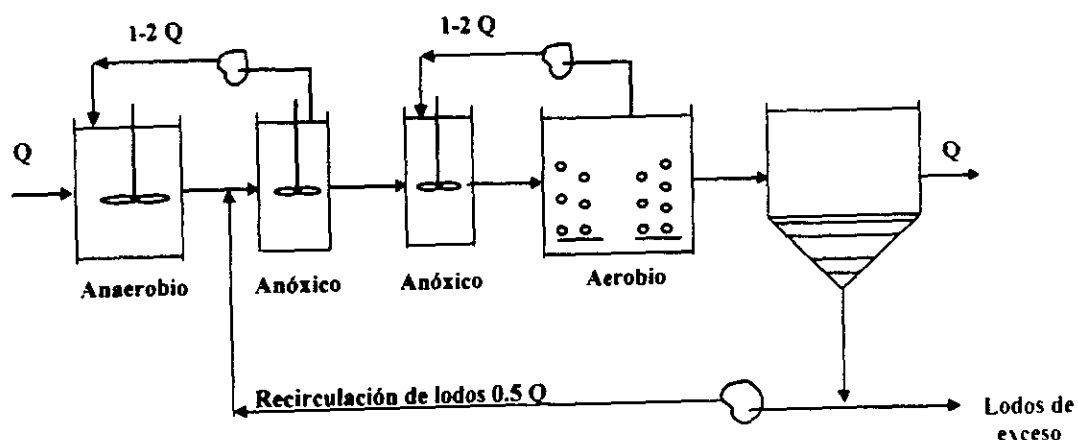 1-2 Q
1-2 Q
Q
Q
Anaerobio
Anóxico
Anóxico
Aerobio
Recirculación de lodos 0.5 Q
Lodos de
exceso